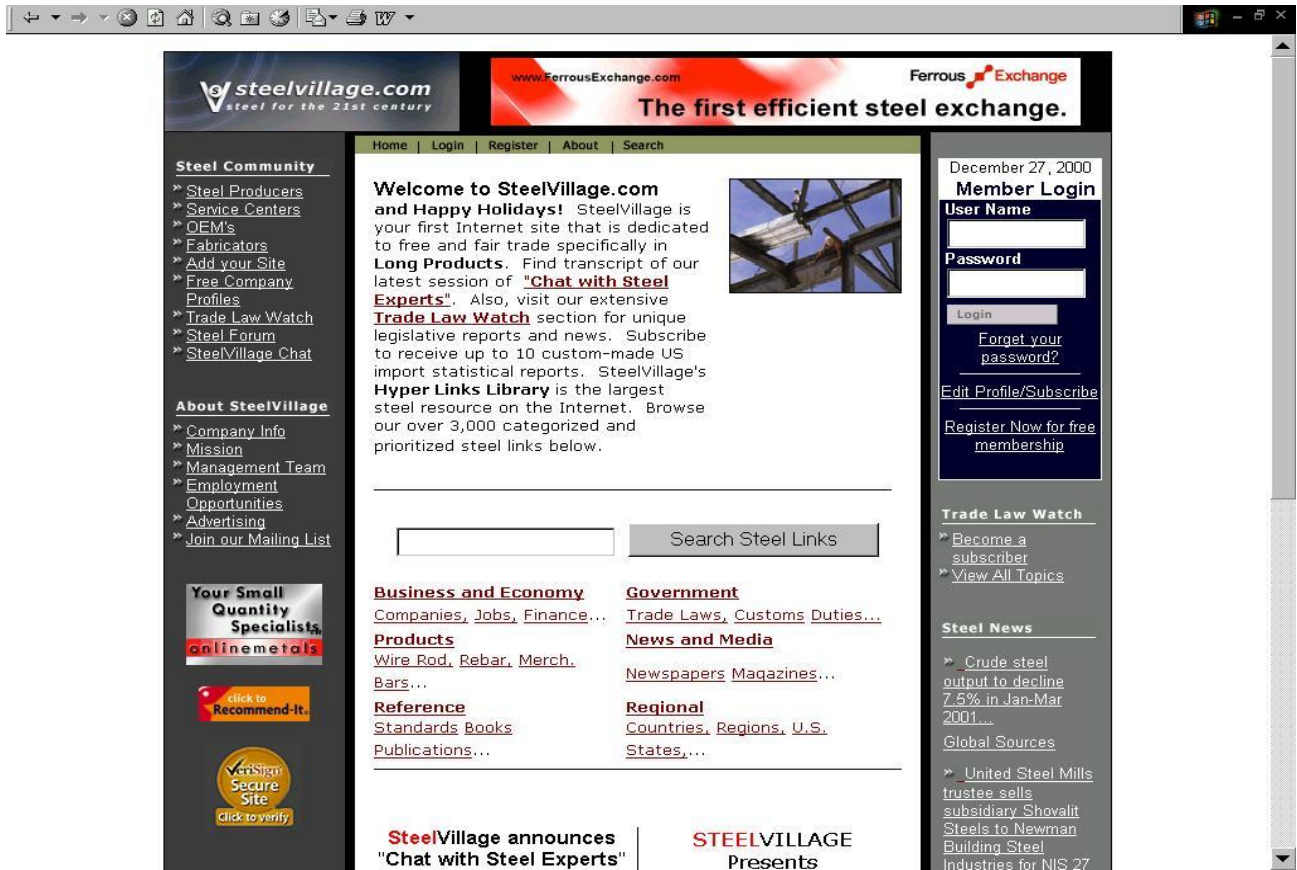 steelvillage.com
steel for the 21st century
www.FerrousExchange.com
Ferrous Exchange
The first efficient steel exchange.
Home | Login | Register | About | Search
Steel Community
Steel Producers
Service Centers
OEM's
Fabricators
Add your Site
Free Company
Profiles
Trade Law Watch
Steel Forum
SteelVillage Chat
About SteelVillage
Company Info
Mission
Management Team
Employment
Opportunities
Advertising
Join our Mailing List
Your Small
Quantity
Specialists
onlinemetals
click to
Recommend-It.
VeriSign
Secure
Site
Click to verify
Welcome to SteelVillage.com
and Happy Holidays! SteelVillage is
your first Internet site that is dedicated
to free and fair trade specifically in
Long Products. Find transcript of our
latest session of "Chat with Steel
Experts". Also, visit our extensive
Trade Law Watch section for unique
legislative reports and news. Subscribe
to receive up to 10 custom-made US
import statistical reports. SteelVillage's
Hyper Links Library is the largest
steel resource on the Internet. Browse
our over 3,000 categorized and
prioritized steel links below.
Search Steel Links
Business and Economy
Companies, Jobs, Finance...
Products
Wire Rod, Rebar, Merch.
Bars...
Reference
Standards Books
Publications...
Government
Trade Laws, Customs Duties...
News and Media
Newspapers Magazines...
Regional
Countries, Regions, U.S.
States,...
SteelVillage announces
"Chat with Steel Experts"
STEELVILLAGE
Presents
December 27, 2000
Member Login
User Name
Password
Login
Forget your
password?
Edit Profile/Subscribe
Register Now for free
membership
Trade Law Watch
Become a
subscriber
View All Topics
Steel News
Crude steel
output to decline
7.5% in Jan-Mar
2001...
Global Sources
United Steel Mills
trustee sells
subsidiary Shovalit
Steels to Newman
Building Steel
Industries for NIS 27